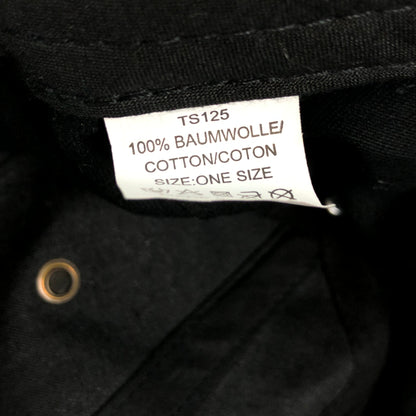 TS125
100% BAUMWOLLE/
COTTON/COTON
SIZE:ONE SIZE